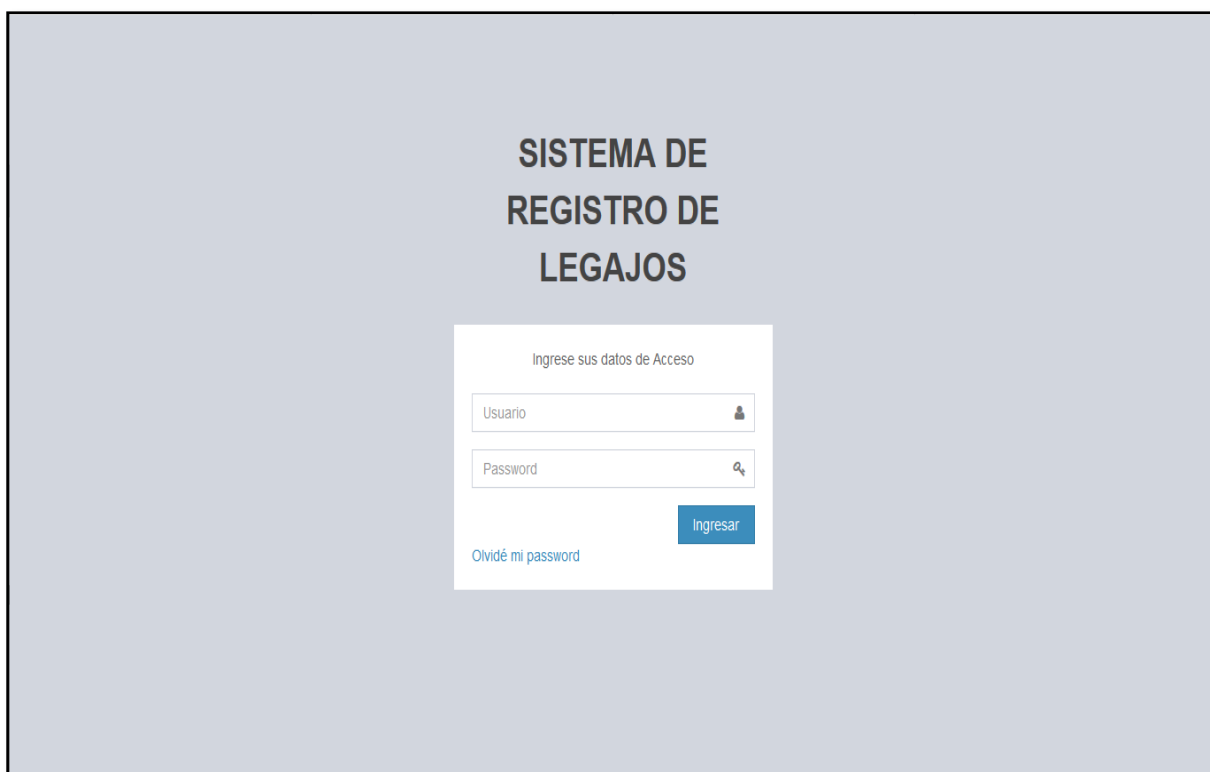 SISTEMA DE
REGISTRO DE
LEGAJOS
Ingrese sus datos de Acceso
Usuario
Password
Ingresar
Olvidé mi password